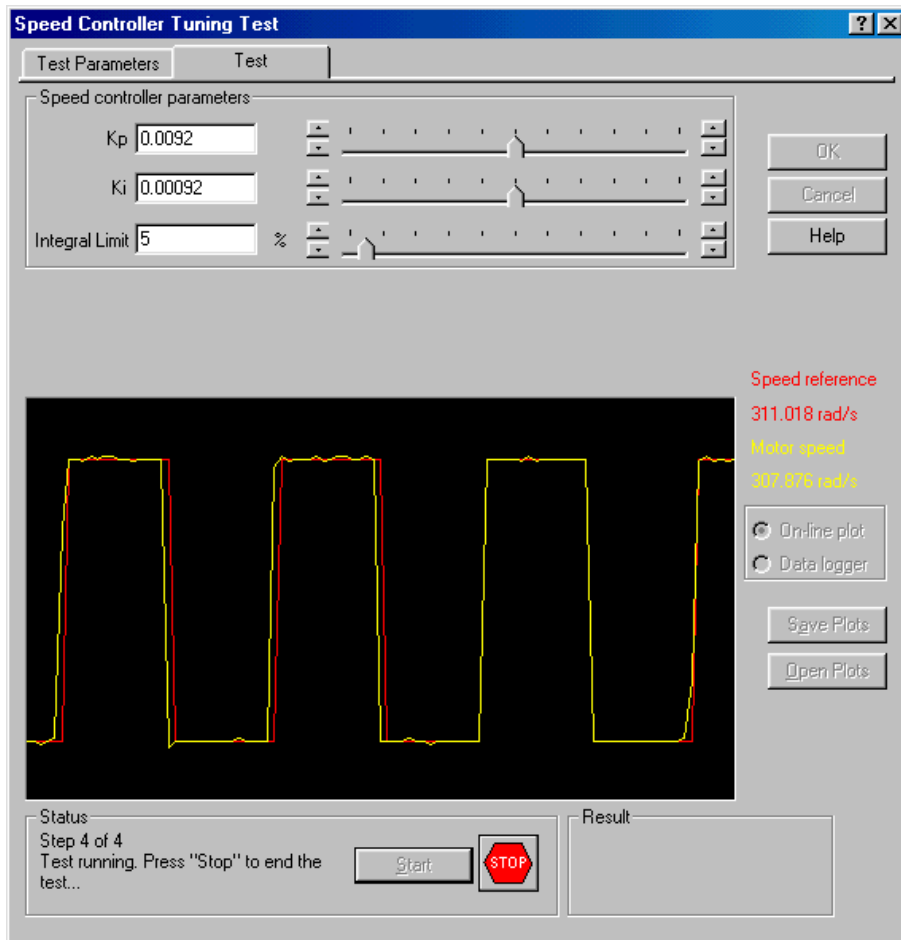 Speed Controller Tuning Test
Test Parameters
Test
Speed controller parameters
Kp 0.0092
Ki 0.00092
Integral Limit 5 %
OK
Cancel
Help
Speed reference
311.018 rad/s
Motor speed
307.876 rad/s
On-line plot
Data logger
Save Plots
Open Plots
Status
Step 4 of 4
Test running. Press "Stop" to end the
test...
Start
STOP
Result